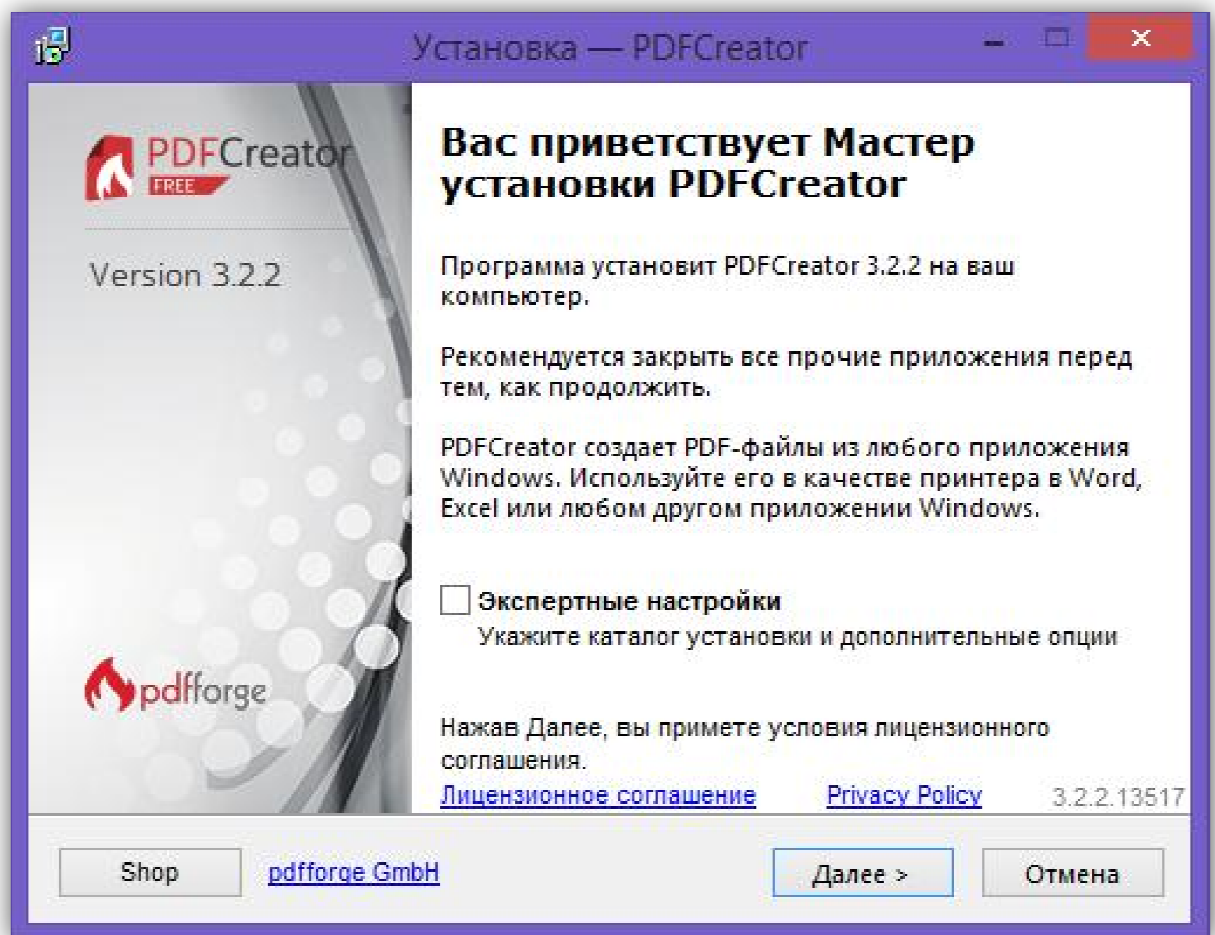 Установка — PDFCreator
PDFCreator
FREE
Version 3.2.2
pdfforge
Вас приветствует Мастер
установки PDFCreator
Программа установит PDFCreator 3.2.2 на ваш
компьютер.
Рекомендуется закрыть все прочие приложения перед
тем, как продолжить.
PDFCreator создает PDF-файлы из любого приложения
Windows. Используйте его в качестве принтера в Word,
Excel или любом другом приложении Windows.
Экспертные настройки
Укажите каталог установки и дополнительные опции
Нажав Далее, вы примете условия лицензионного
соглашения.
Лицензионное соглашение Privacy Policy 3.2.2.13517
Shop pdfforge GmbH Далее > Отмена